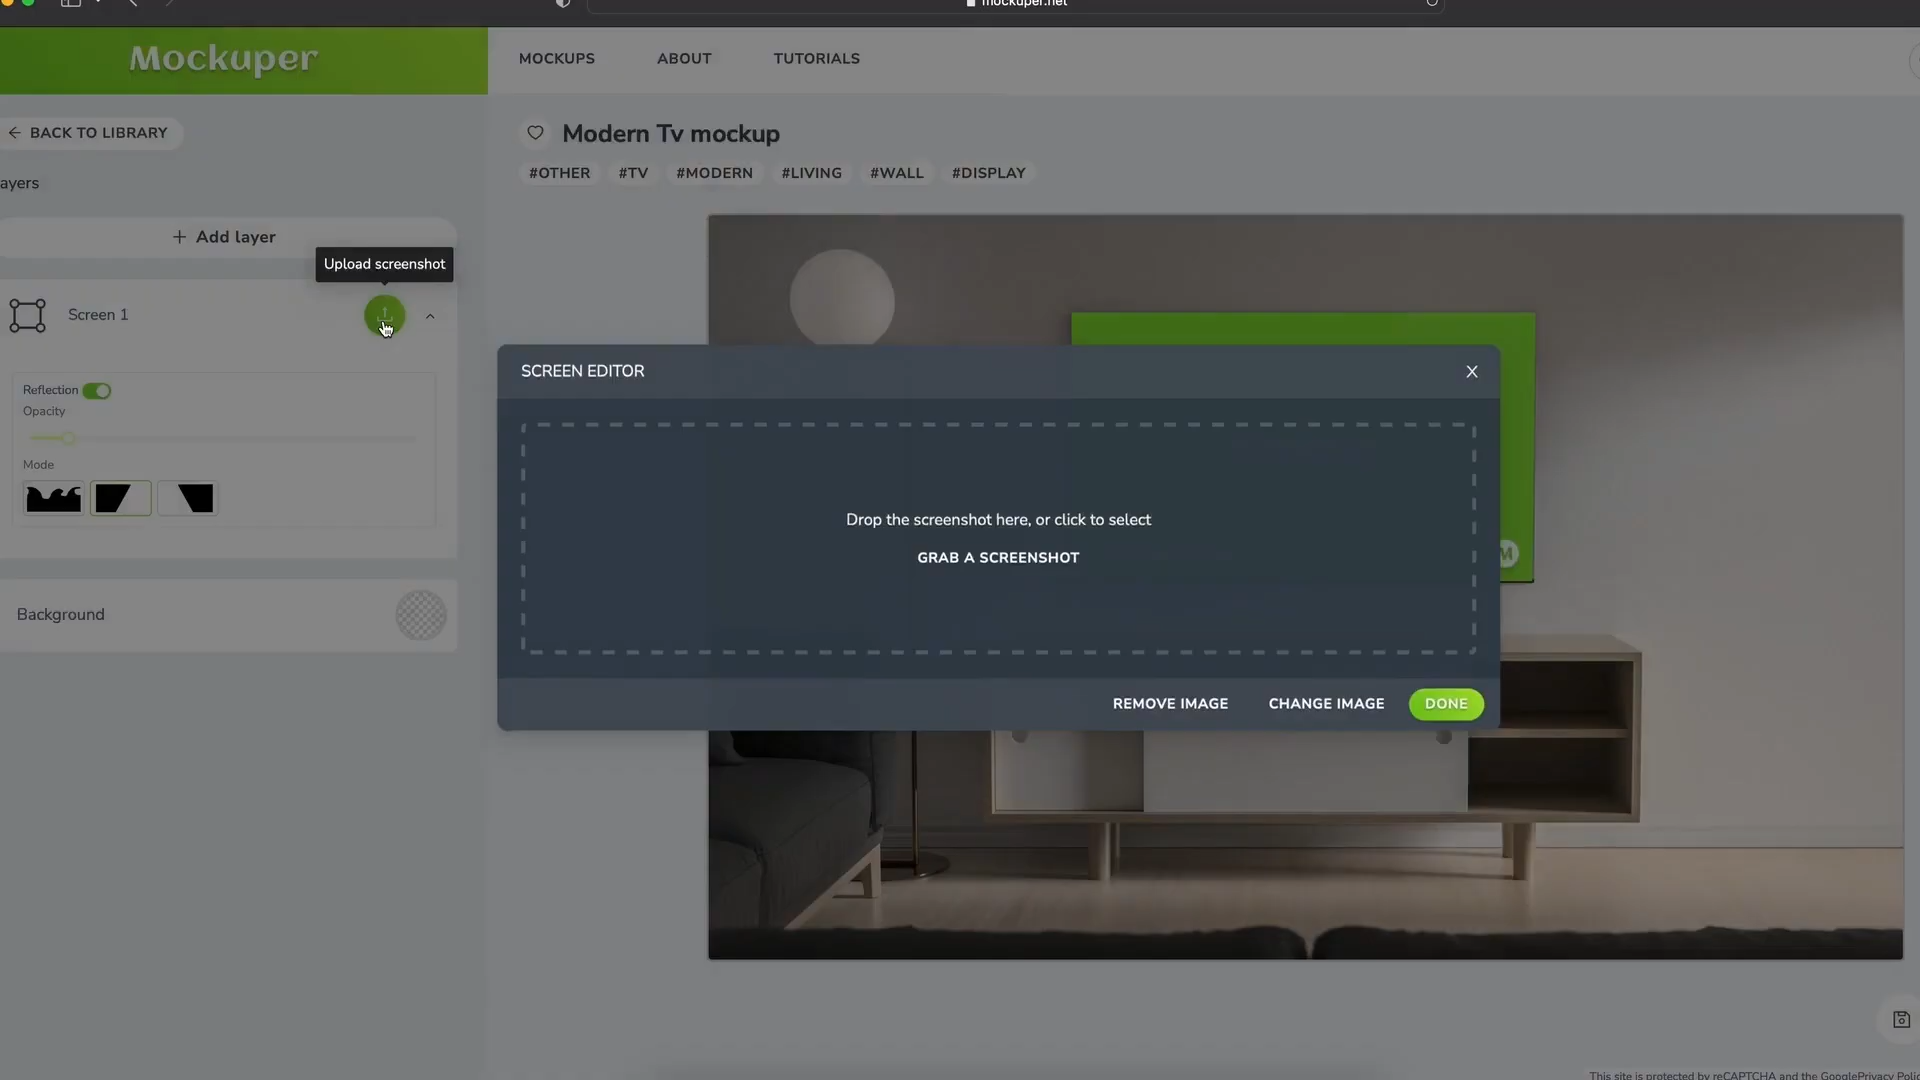 mockuper.net
Mockuper
MOCKUPS
ABOUT
TUTORIALS
BACK TO LIBRARY
Modern Tv mockup
#OTHER
#TV
#MODERN
#LIVING
#WALL
#DISPLAY
ayers
+ Add layer
Upload screenshot
Screen 1
SCREEN EDITOR
X
Reflection
Opacity
Mode
Drop the screenshot here, or click to select
GRAB A SCREENSHOT
M
Background
REMOVE IMAGE
CHANGE IMAGE
DONE
This site is protected by reCAPTCHA and the GooglePrivacy Polic